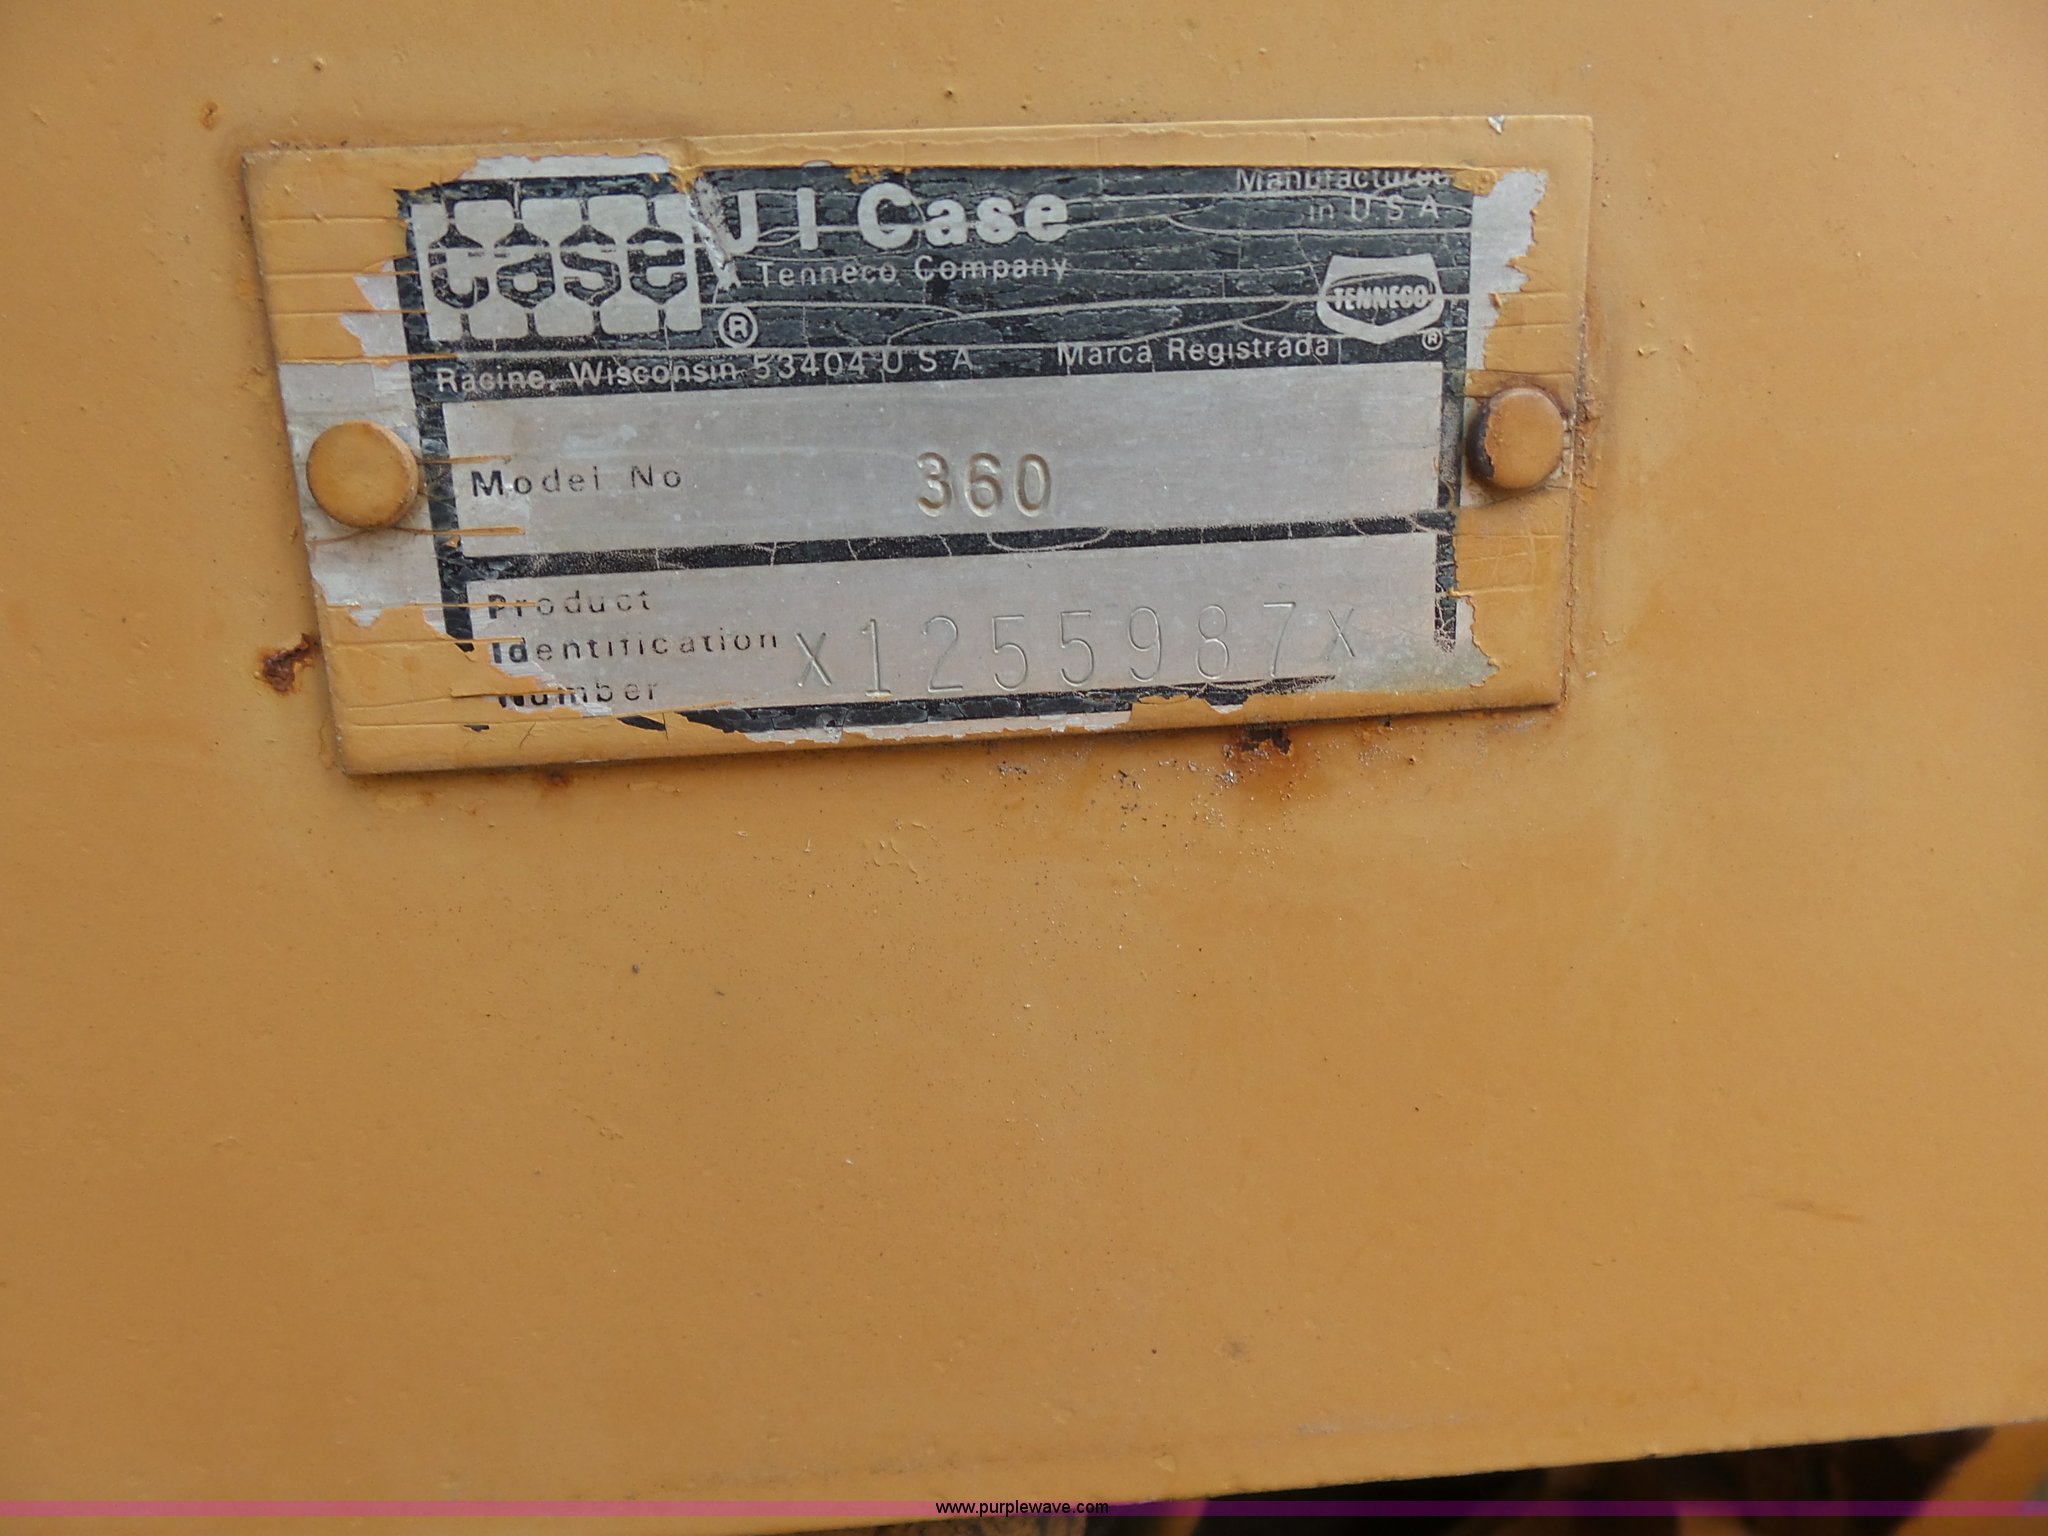 case
J I Case
A Tenneco Company
®
Manufactured
in U S A
TENNECO
®
Racine, Wisconsin 53404 U.S A
Marca Registrada
Model No 360
Product
Identification
Number
X1255987X
www.purplewave.com